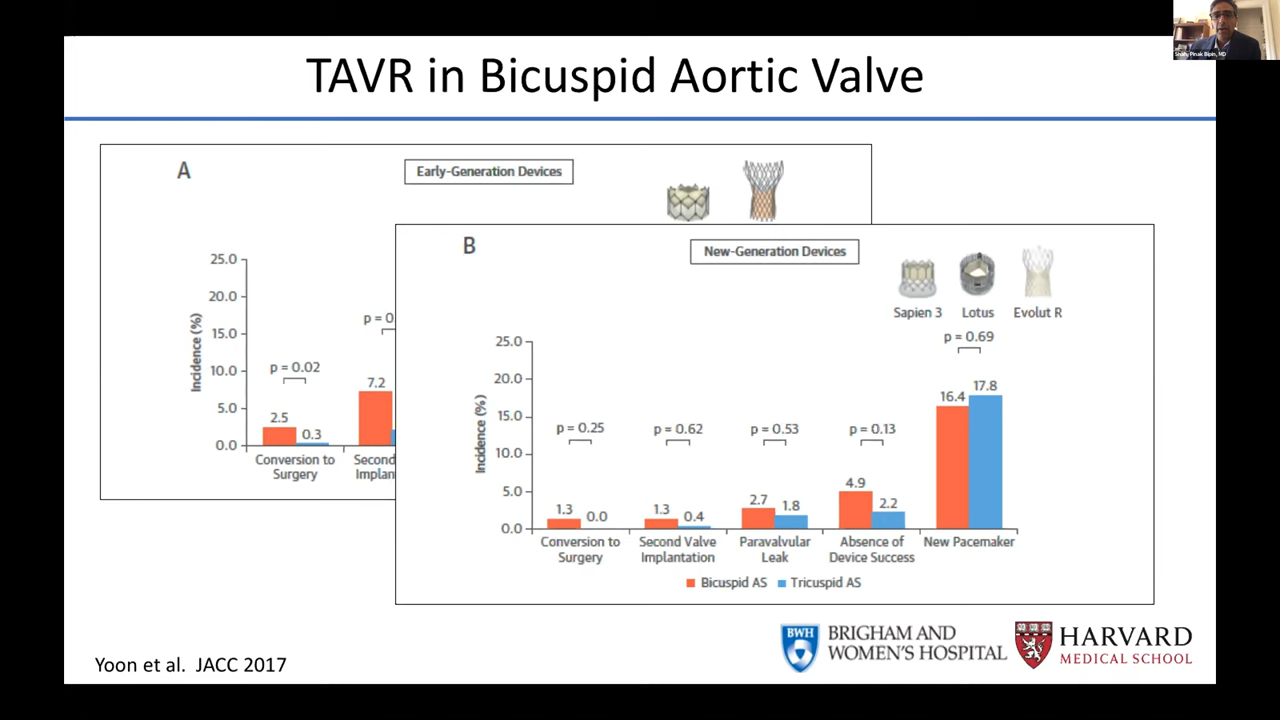 TAVR in Bicuspid Aortic Valve
A
Early-Generation Devices
25.0
20.0
15.0
10.0
5.0
0.0
Incidence (%)
p = 0.02
2.5
0.3
Conversion to
Surgery
p = 0
7.2
Second
Implan
B
New-Generation Devices
Sapien 3
Lotus
Evolut R
25.0
20.0
15.0
10.0
5.0
0.0
Incidence (%)
p = 0.25
1.3
0.0
Conversion to
Surgery
p = 0.62
1.3
0.4
Second Valve
Implantation
p = 0.53
2.7
1.8
Paravalvular
Leak
p = 0.13
4.9
2.2
Absence of
Device Success
p = 0.69
16.4
17.8
New Pacemaker
Bicuspid AS
Tricuspid AS
Yoon et al. JACC 2017
BWH
BRIGHAM AND
WOMEN'S HOSPITAL
HARVARD
MEDICAL SCHOOL
Shah, Pinak Bipin, MD